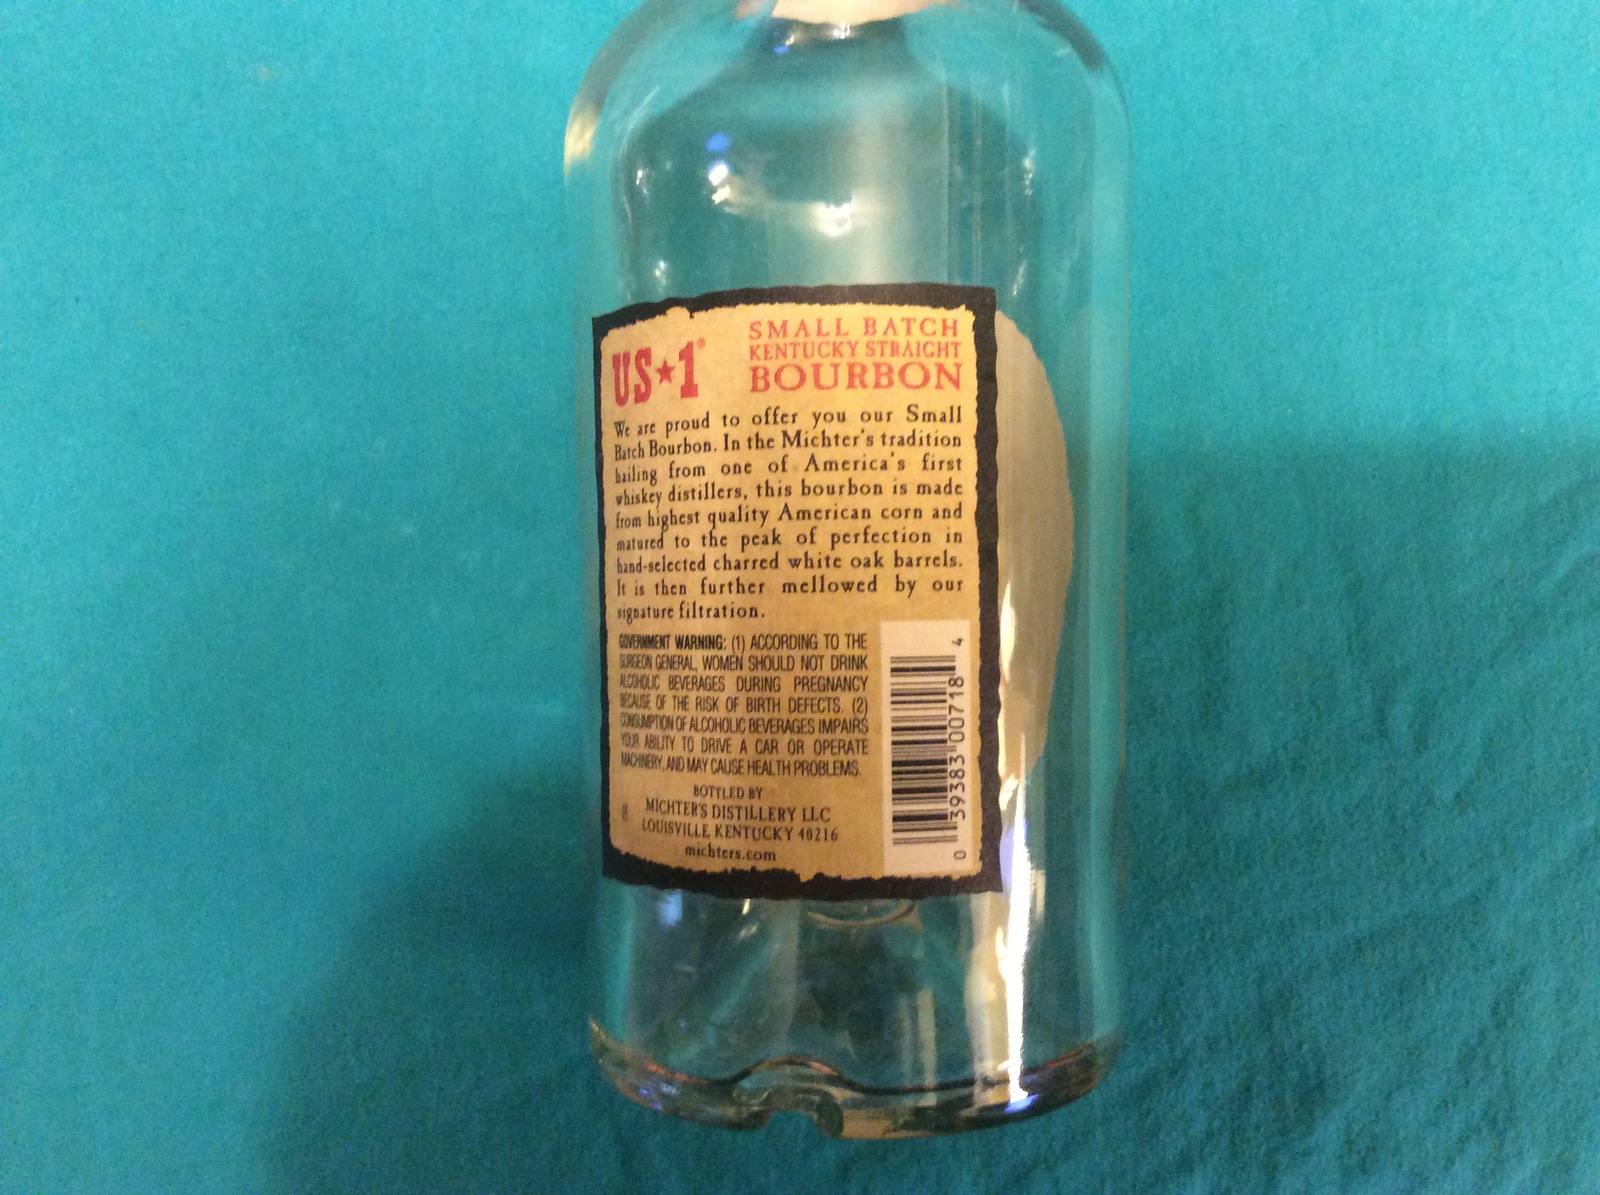 US★1®
SMALL BATCH
KENTUCKY STRAIGHT
BOURBON
We are proud to offer you our Small
Batch Bourbon. In the Michter's tradition
hailing from one of America's first
whiskey distillers, this bourbon is made
from highest quality American corn and
matured to the peak of perfection in
hand-selected charred white oak barrels.
It is then further mellowed by our
signature filtration.
GOVERNMENT WARNING: (1) ACCORDING TO THE
SURGEON GENERAL, WOMEN SHOULD NOT DRINK
ALCOHOLIC BEVERAGES DURING PREGNANCY
BECAUSE OF THE RISK OF BIRTH DEFECTS. (2)
CONSUMPTION OF ALCOHOLIC BEVERAGES IMPAIRS
YOUR ABILITY TO DRIVE A CAR OR OPERATE
MACHINERY, AND MAY CAUSE HEALTH PROBLEMS.
BOTTLED BY
MICHTER'S DISTILLERY LLC
LOUISVILLE, KENTUCKY 40216
michters.com
0 39383 00718 4